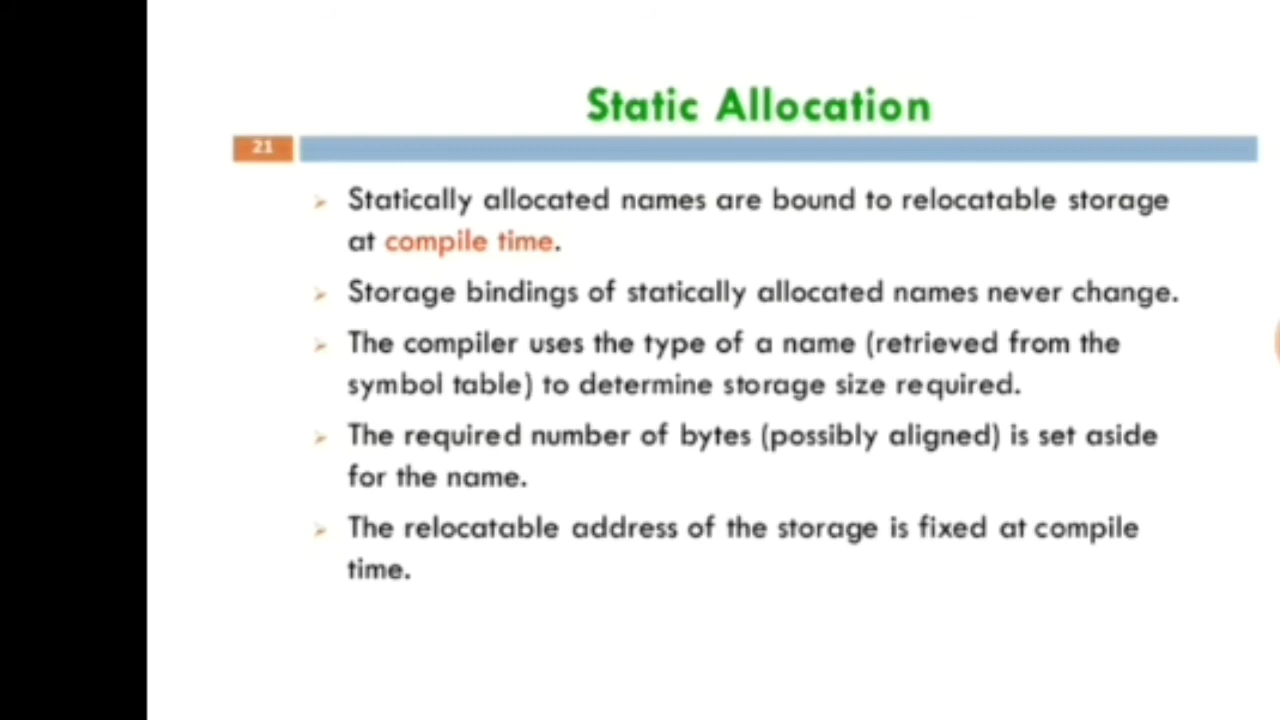 Static Allocation
21
Statically allocated names are bound to relocatable storage
at compile time.
Storage bindings of statically allocated names never change.
The compiler uses the type of a name (retrieved from the
symbol table) to determine storage size required.
The required number of bytes (possibly aligned) is set aside
for the name.
The relocatable address of the storage is fixed at compile
time.